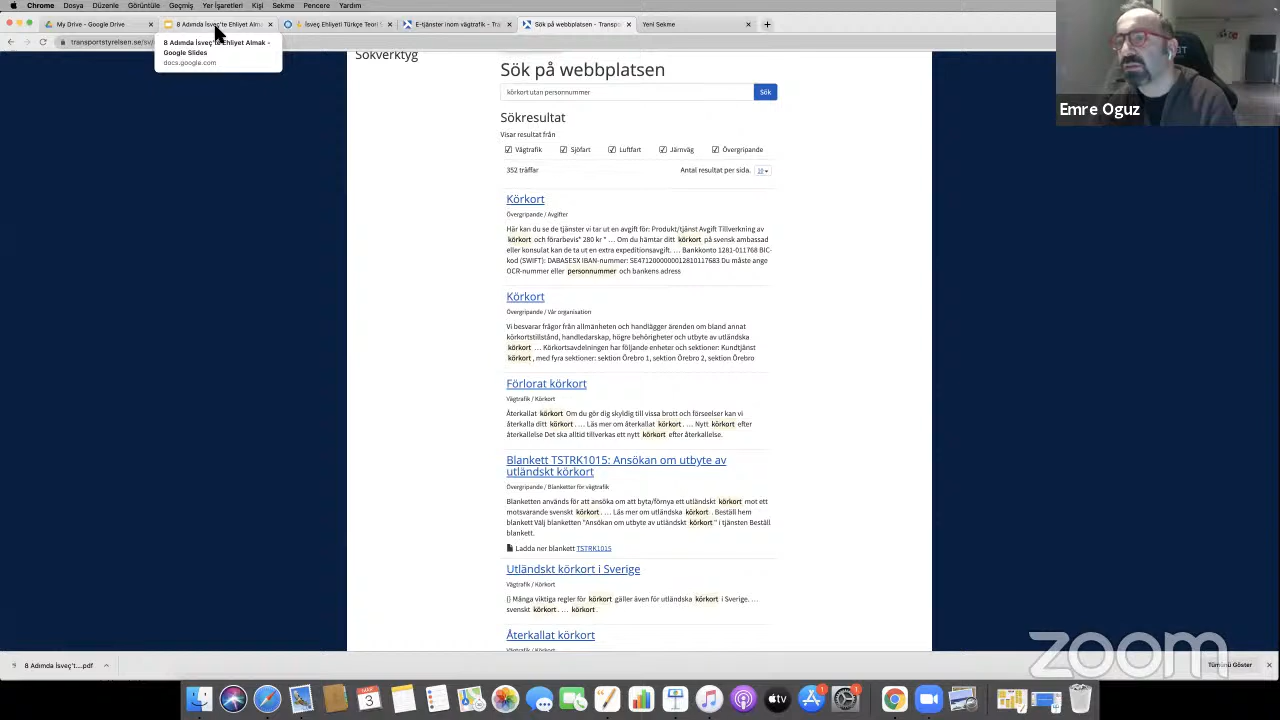 Chrome Dosya Düzenle Görüntüle Geçmiş Yer İşaretleri Kişi Sekme Pencere Yardım
My Drive - Google Drive
8 Adımda İsveç'te Ehliyet Alma
İsveç Ehliyeti Türkçe Teori
E-tjänster inom vägtrafik - Tra
Sök på webbplatsen - Transpo
Yeni Sekme
transportstyrelsen.se/sv/
8 Adımda İsveç'te Ehliyet Almak -
Google Slides
docs.google.com
Emre Oguz
Sökverktyg
Sök på webbplatsen
körkort utan personnummer
Sök
Sökresultat
Visar resultat från
Vägtrafik Sjöfart Luftfart Järnväg Övergripande
352 träffar
Antal resultat per sida. 10
Körkort
Övergripande / Avgifter
Här kan du se de tjänster vi tar ut en avgift för: Produkt/tjänst Avgift Tillverkning av
körkort och förarbevis* 280 kr * ... Om du hämtar ditt körkort på svensk ambassad
eller konsulat kan de ta ut en extra expeditionsavgift. ... Bankkonto 1281-011768 BIC-
kod (SWIFT): DABASESX IBAN-nummer: SE4712000000012810117683 Du måste ange
OCR-nummer eller personnummer och bankens adress
Körkort
Övergripande / Vår organisation
Vi besvarar frågor från allmänheten och handlägger ärenden om bland annat
körkortstillstånd, handledarskap, högre behörigheter och utbyte av utländska
körkort ... Körkortsavdelningen har följande enheter och sektioner: Kundtjänst
körkort, med fyra sektioner: sektion Örebro 1, sektion Örebro 2, sektion Örebro
Förlorat körkort
Vägtrafik / Körkort
Återkallat körkort Om du gör dig skyldig till vissa brott och förseelser kan vi
återkalla ditt körkort. ... Läs mer om återkallat körkort. ... Nytt körkort efter
återkallelse Det ska alltid tillverkas ett nytt körkort efter återkallelse.
Blankett TSTRK1015: Ansökan om utbyte av
utländskt körkort
Övergripande / Blanketter för vägtrafik
Blanketten används för att ansöka om att byta/förnya ett utländskt körkort mot ett
motsvarande svenskt körkort. ... Läs mer om utländska körkort. Beställ hem
blankett Välj blanketten "Ansökan om utbyte av utländskt körkort" i tjänsten Beställ
blankett.
Ladda ner blankett TSTRK1015
Utländskt körkort i Sverige
Vägtrafik / Körkort
() Många viktiga regler för körkort gäller även för utländska körkort i Sverige. ...
svenskt körkort. ... körkort.
Återkallat körkort
Vägtrafik / Körkort
8 Adımda İsveç't....pdf
Tümünü Göster
zoom
MAR
3
tv
1
1